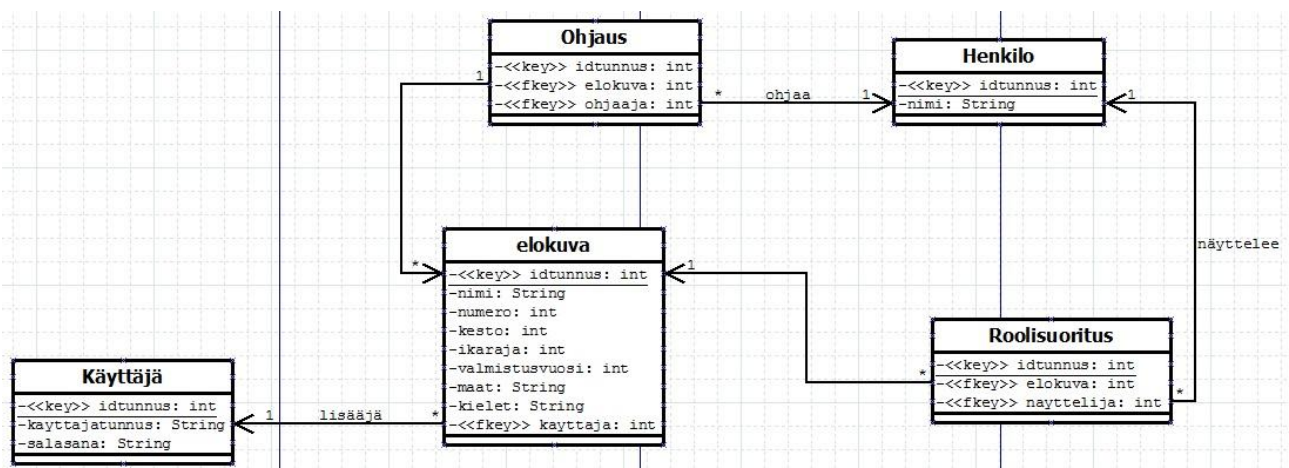 Ohjaus
-<<key>> idtunnus: int
-<<fkey>> elokuva: int
-<<fkey>> ohjaaja: int
1
*
ohjaa
1
Henkilo
-<<key>> idtunnus: int
-nimi: String
1
näyttelee
*
elokuva
-<<key>> idtunnus: int
-nimi: String
-numero: int
-kesto: int
-ikaraja: int
-valmistusvuosi: int
-maat: String
-kielet: String
-<<fkey>> kayttaja: int
1
*
Roolisuoritus
-<<key>> idtunnus: int
-<<fkey>> elokuva: int
-<<fkey>> nayttelija: int
*
Käyttäjä
-<<key>> idtunnus: int
-kayttajatunnus: String
-salasana: String
1
lisääjä
*